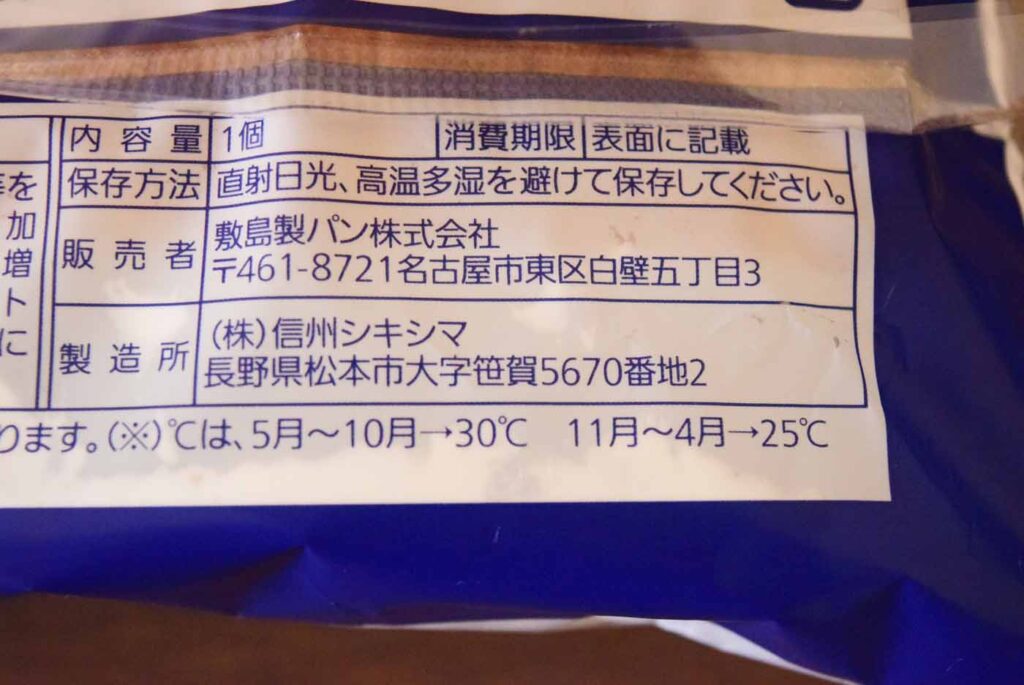 内容量 1個 消費期限 表面に記載
保存方法 直射日光、高温多湿を避けて保存してください。
販売者 敷島製パン株式会社
〒461-8721名古屋市東区白壁五丁目3
製造所 (株)信州シキシマ
長野県松本市大字笹賀5670番地2
を
加
増
ト
に
ります。(※)℃は、5月～10月→30℃ 11月～4月→25℃